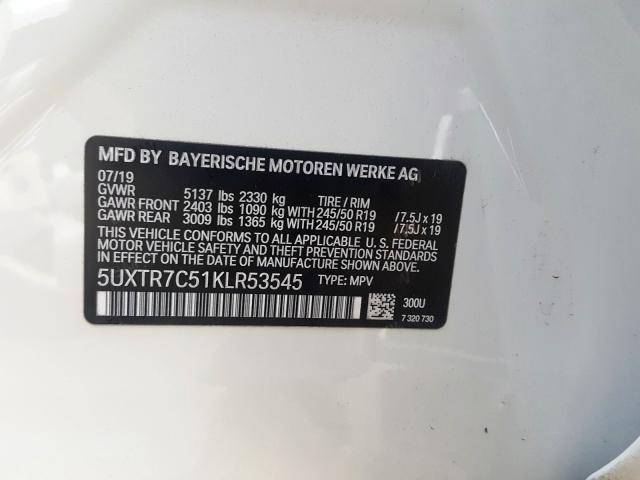 MFD BY BAYERISCHE MOTOREN WERKE AG
07/19
GVWR 5137 lbs 2330 kg TIRE / RIM
GAWR FRONT 2403 lbs 1090 kg WITH 245/50 R19 /7.5J x 19
GAWR REAR 3009 lbs 1365 kg WITH 245/50 R19 /7.5J x 19
THIS VEHICLE CONFORMS TO ALL APPLICABLE U. S. FEDERAL
MOTOR VEHICLE SAFETY AND THEFT PREVENTION STANDARDS
IN EFFECT ON THE DATE OF MANUFACTURE SHOWN ABOVE.
5UXTR7C51KLR53545 TYPE: MPV
300U
7 320 730